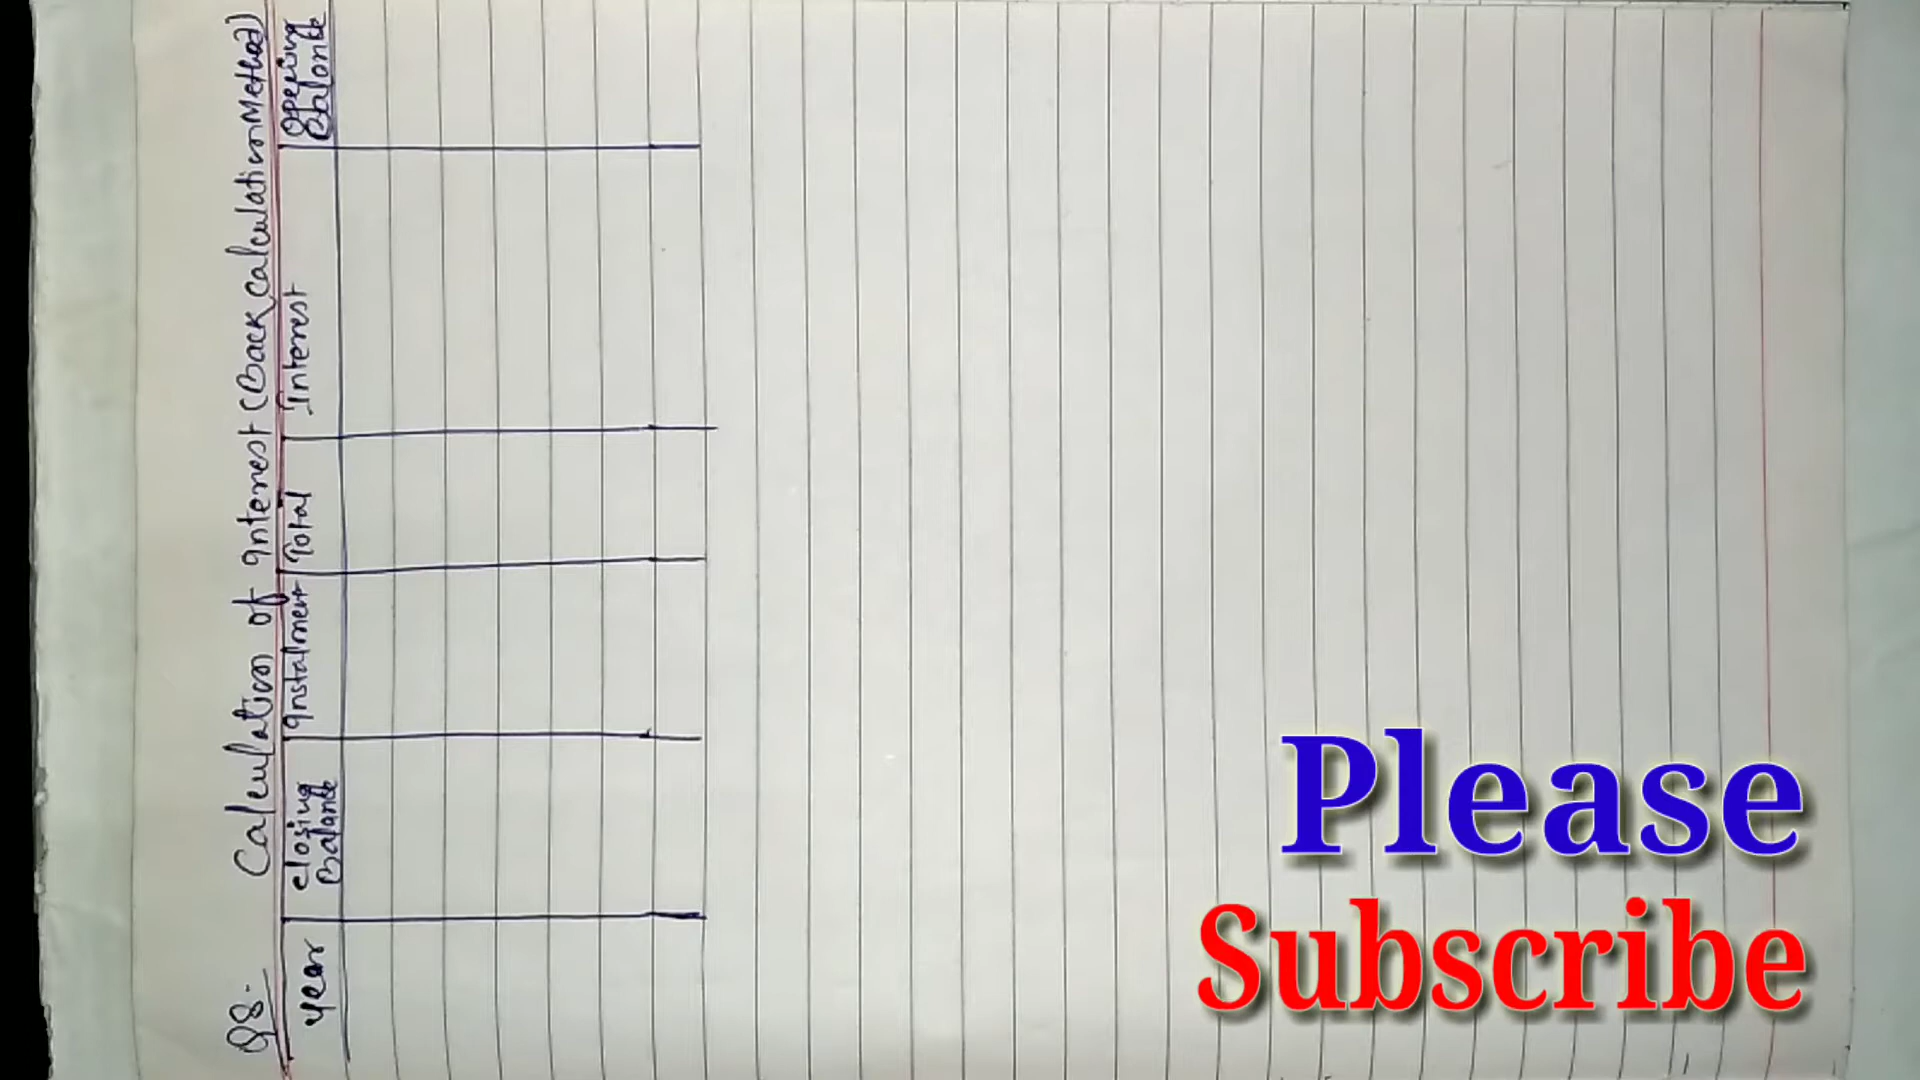 Q8. Calculation of Interest (Back Calculation Method)
Year Closing Balance Instalment Total Interest Opening Balance
Please
Subscribe